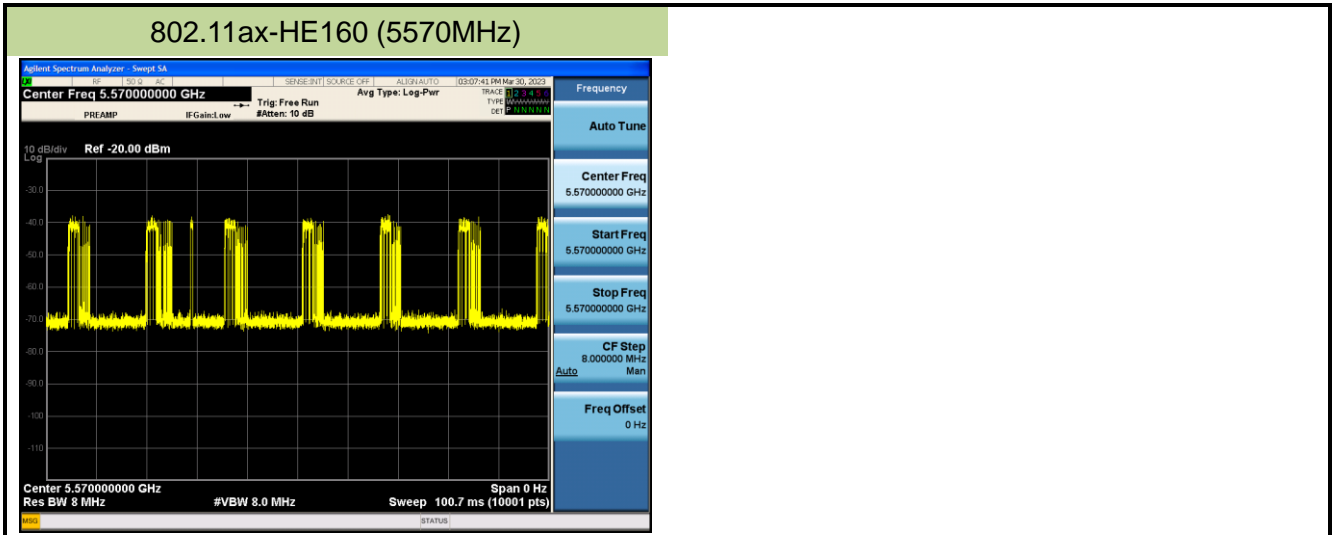 802.11ax-HE160 (5570MHz)
Agilent Spectrum Analyzer - Swept SA
RF 50 Ω AC SENSE:INT SOURCE OFF ALIGN AUTO 03:07:41 PM Mar 30, 2023
Center Freq 5.570000000 GHz
Avg Type: Log-Pwr
TRACE 1 2 3 4 5 6
Trig: Free Run
TYPE
PREAMP IFGain:Low #Atten: 10 dB
DET P N N N N N
10 dB/div Ref -20.00 dBm
Log
-30.0
-40.0
-50.0
-60.0
-70.0
-80.0
-90.0
-100
-110
Center 5.570000000 GHz Span 0 Hz
Res BW 8 MHz #VBW 8.0 MHz Sweep 100.7 ms (10001 pts)
MSG STATUS
Frequency
Auto Tune
Center Freq
5.570000000 GHz
Start Freq
5.570000000 GHz
Stop Freq
5.570000000 GHz
CF Step
8.000000 MHz
Auto Man
Freq Offset
0 Hz